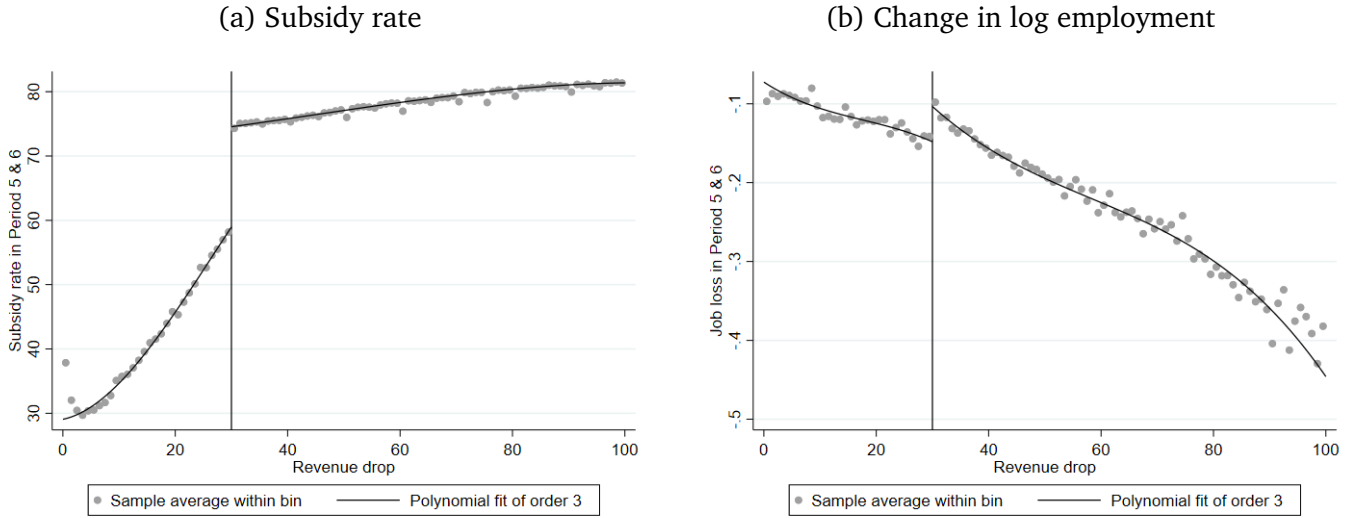 (a) Subsidy rate
Subsidy rate in Period 5 & 6
80
70
60
50
40
30
0 20 40 60 80 100
Revenue drop
Sample average within bin Polynomial fit of order 3
(b) Change in log employment
Job loss in Period 5 & 6
-.1
-.2
-.3
-.4
-.5
0 20 40 60 80 100
Revenue drop
Sample average within bin Polynomial fit of order 3